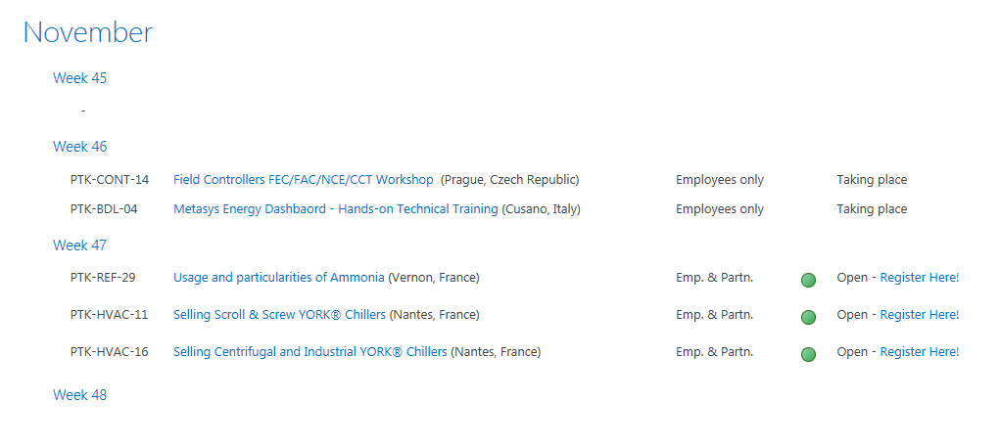 November
Week 45
-
Week 46
PTK-CONT-14 Field Controllers FEC/FAC/NCE/CCT Workshop (Prague, Czech Republic) Employees only Taking place
PTK-BDL-04 Metasys Energy Dashbaord - Hands-on Technical Training (Cusano, Italy) Employees only Taking place
Week 47
PTK-REF-29 Usage and particularities of Ammonia (Vernon, France) Emp. & Partn. Open - Register Here!
PTK-HVAC-11 Selling Scroll & Screw YORK® Chillers (Nantes, France) Emp. & Partn. Open - Register Here!
PTK-HVAC-16 Selling Centrifugal and Industrial YORK® Chillers (Nantes, France) Emp. & Partn. Open - Register Here!
Week 48